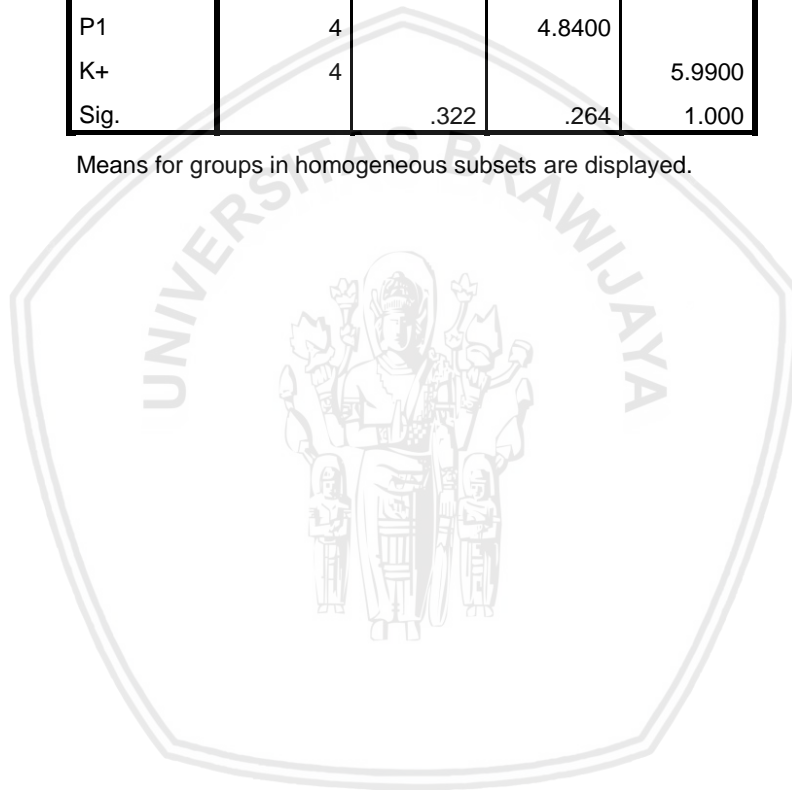 P1 4 4.8400
K+ 4 5.9900
Sig. .322 .264 1.000
Means for groups in homogeneous subsets are displayed.
UNIVERSITAS BRAWIJAYA